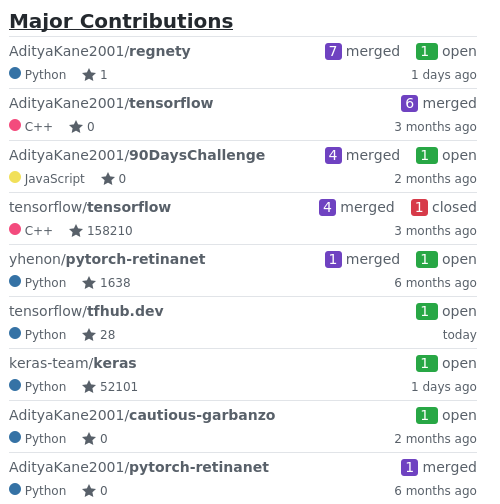 Major Contributions
AdityaKane2001/regnety 7 merged 1 open
Python 1 1 days ago
AdityaKane2001/tensorflow 6 merged
C++ 0 3 months ago
AdityaKane2001/90DaysChallenge 4 merged 1 open
JavaScript 0 2 months ago
tensorflow/tensorflow 4 merged 1 closed
C++ 158210 3 months ago
yhenon/pytorch-retinanet 1 merged 1 open
Python 1638 6 months ago
tensorflow/tfhub.dev 1 open
Python 28 today
keras-team/keras 1 open
Python 52101 1 days ago
AdityaKane2001/cautious-garbanzo 1 open
Python 0 2 months ago
AdityaKane2001/pytorch-retinanet 1 merged
Python 0 6 months ago